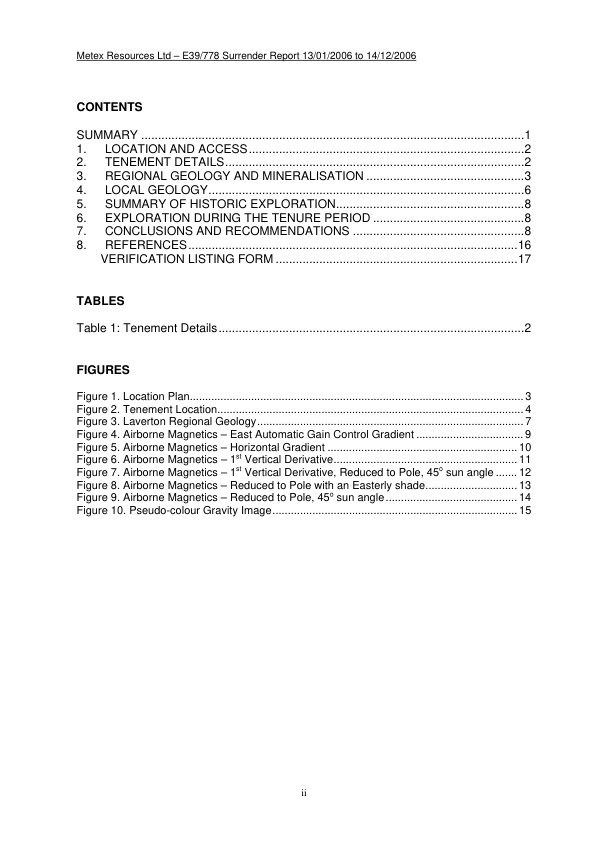 Metex Resources Ltd – E39/778 Surrender Report 13/01/2006 to 14/12/2006
CONTENTS
SUMMARY ..........1
1. LOCATION AND ACCESS..........2
2. TENEMENT DETAILS..........2
3. REGIONAL GEOLOGY AND MINERALISATION ..........3
4. LOCAL GEOLOGY..........6
5. SUMMARY OF HISTORIC EXPLORATION..........8
6. EXPLORATION DURING THE TENURE PERIOD ..........8
7. CONCLUSIONS AND RECOMMENDATIONS ..........8
8. REFERENCES..........16
VERIFICATION LISTING FORM ..........17
TABLES
Table 1: Tenement Details..........2
FIGURES
Figure 1. Location Plan.......... 3
Figure 2. Tenement Location.......... 4
Figure 3. Laverton Regional Geology.......... 7
Figure 4. Airborne Magnetics – East Automatic Gain Control Gradient .......... 9
Figure 5. Airborne Magnetics – Horizontal Gradient .......... 10
Figure 6. Airborne Magnetics – 1st Vertical Derivative.......... 11
Figure 7. Airborne Magnetics – 1st Vertical Derivative, Reduced to Pole, 45º sun angle ....... 12
Figure 8. Airborne Magnetics – Reduced to Pole with an Easterly shade.......... 13
Figure 9. Airborne Magnetics – Reduced to Pole, 45º sun angle.......... 14
Figure 10. Pseudo-colour Gravity Image.......... 15
ii